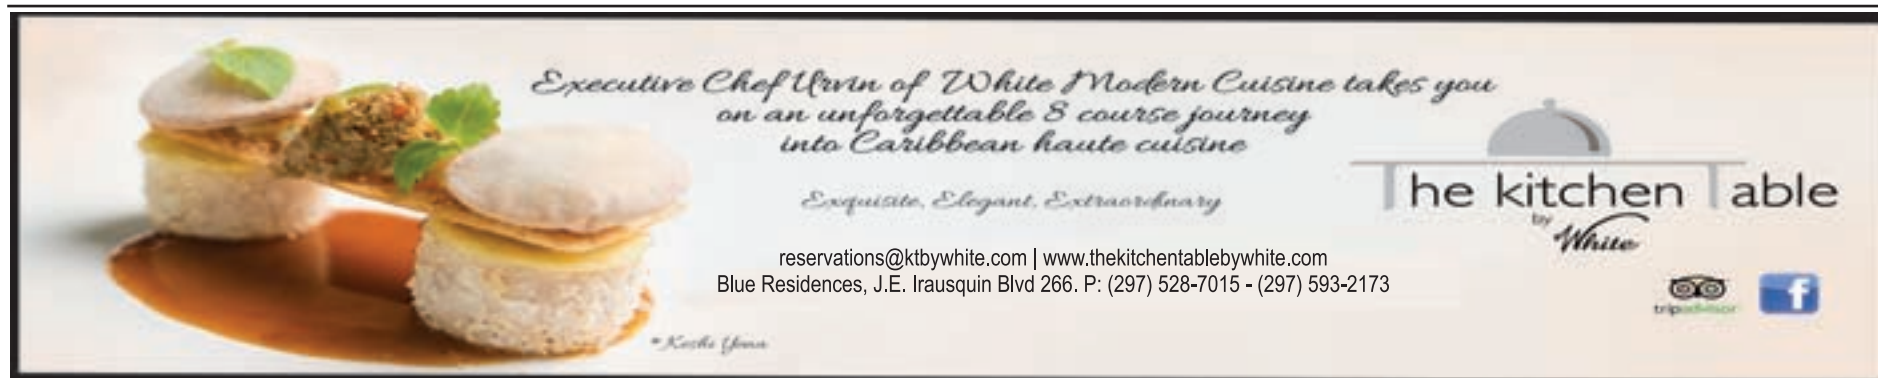 Executive Chef Urvin of White Modern Cuisine takes you
on an unforgettable 8 course journey
into Caribbean haute cuisine
Exquisite, Elegant, Extraordinary
reservations@ktbywhite.com | www.thekitchentablebywhite.com
Blue Residences, J.E. Irausquin Blvd 266. P: (297) 528-7015 - (297) 593-2173
* Keshi Yena
The kitchen Table
by
White
tripadvisor
f